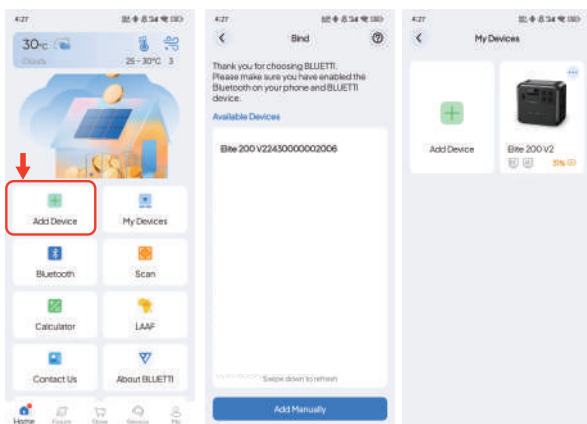 4:27
30°C
Clouds
25~30°C 3
Add Device
My Devices
Bluetooth
Scan
Calculator
LAAF
Contact Us
About BLUETTI
Home
Store
Service
Me
4:27
Bind
Thank you for choosing BLUETTI.
Please make sure you have enabled the
Bluetooth on your phone and BLUETTI
device.
Available Devices
Elite 200 V22430000002006
Swipe down to refresh
Add Manually
4:27
My Devices
Add Device
Elite 200 V2
31%